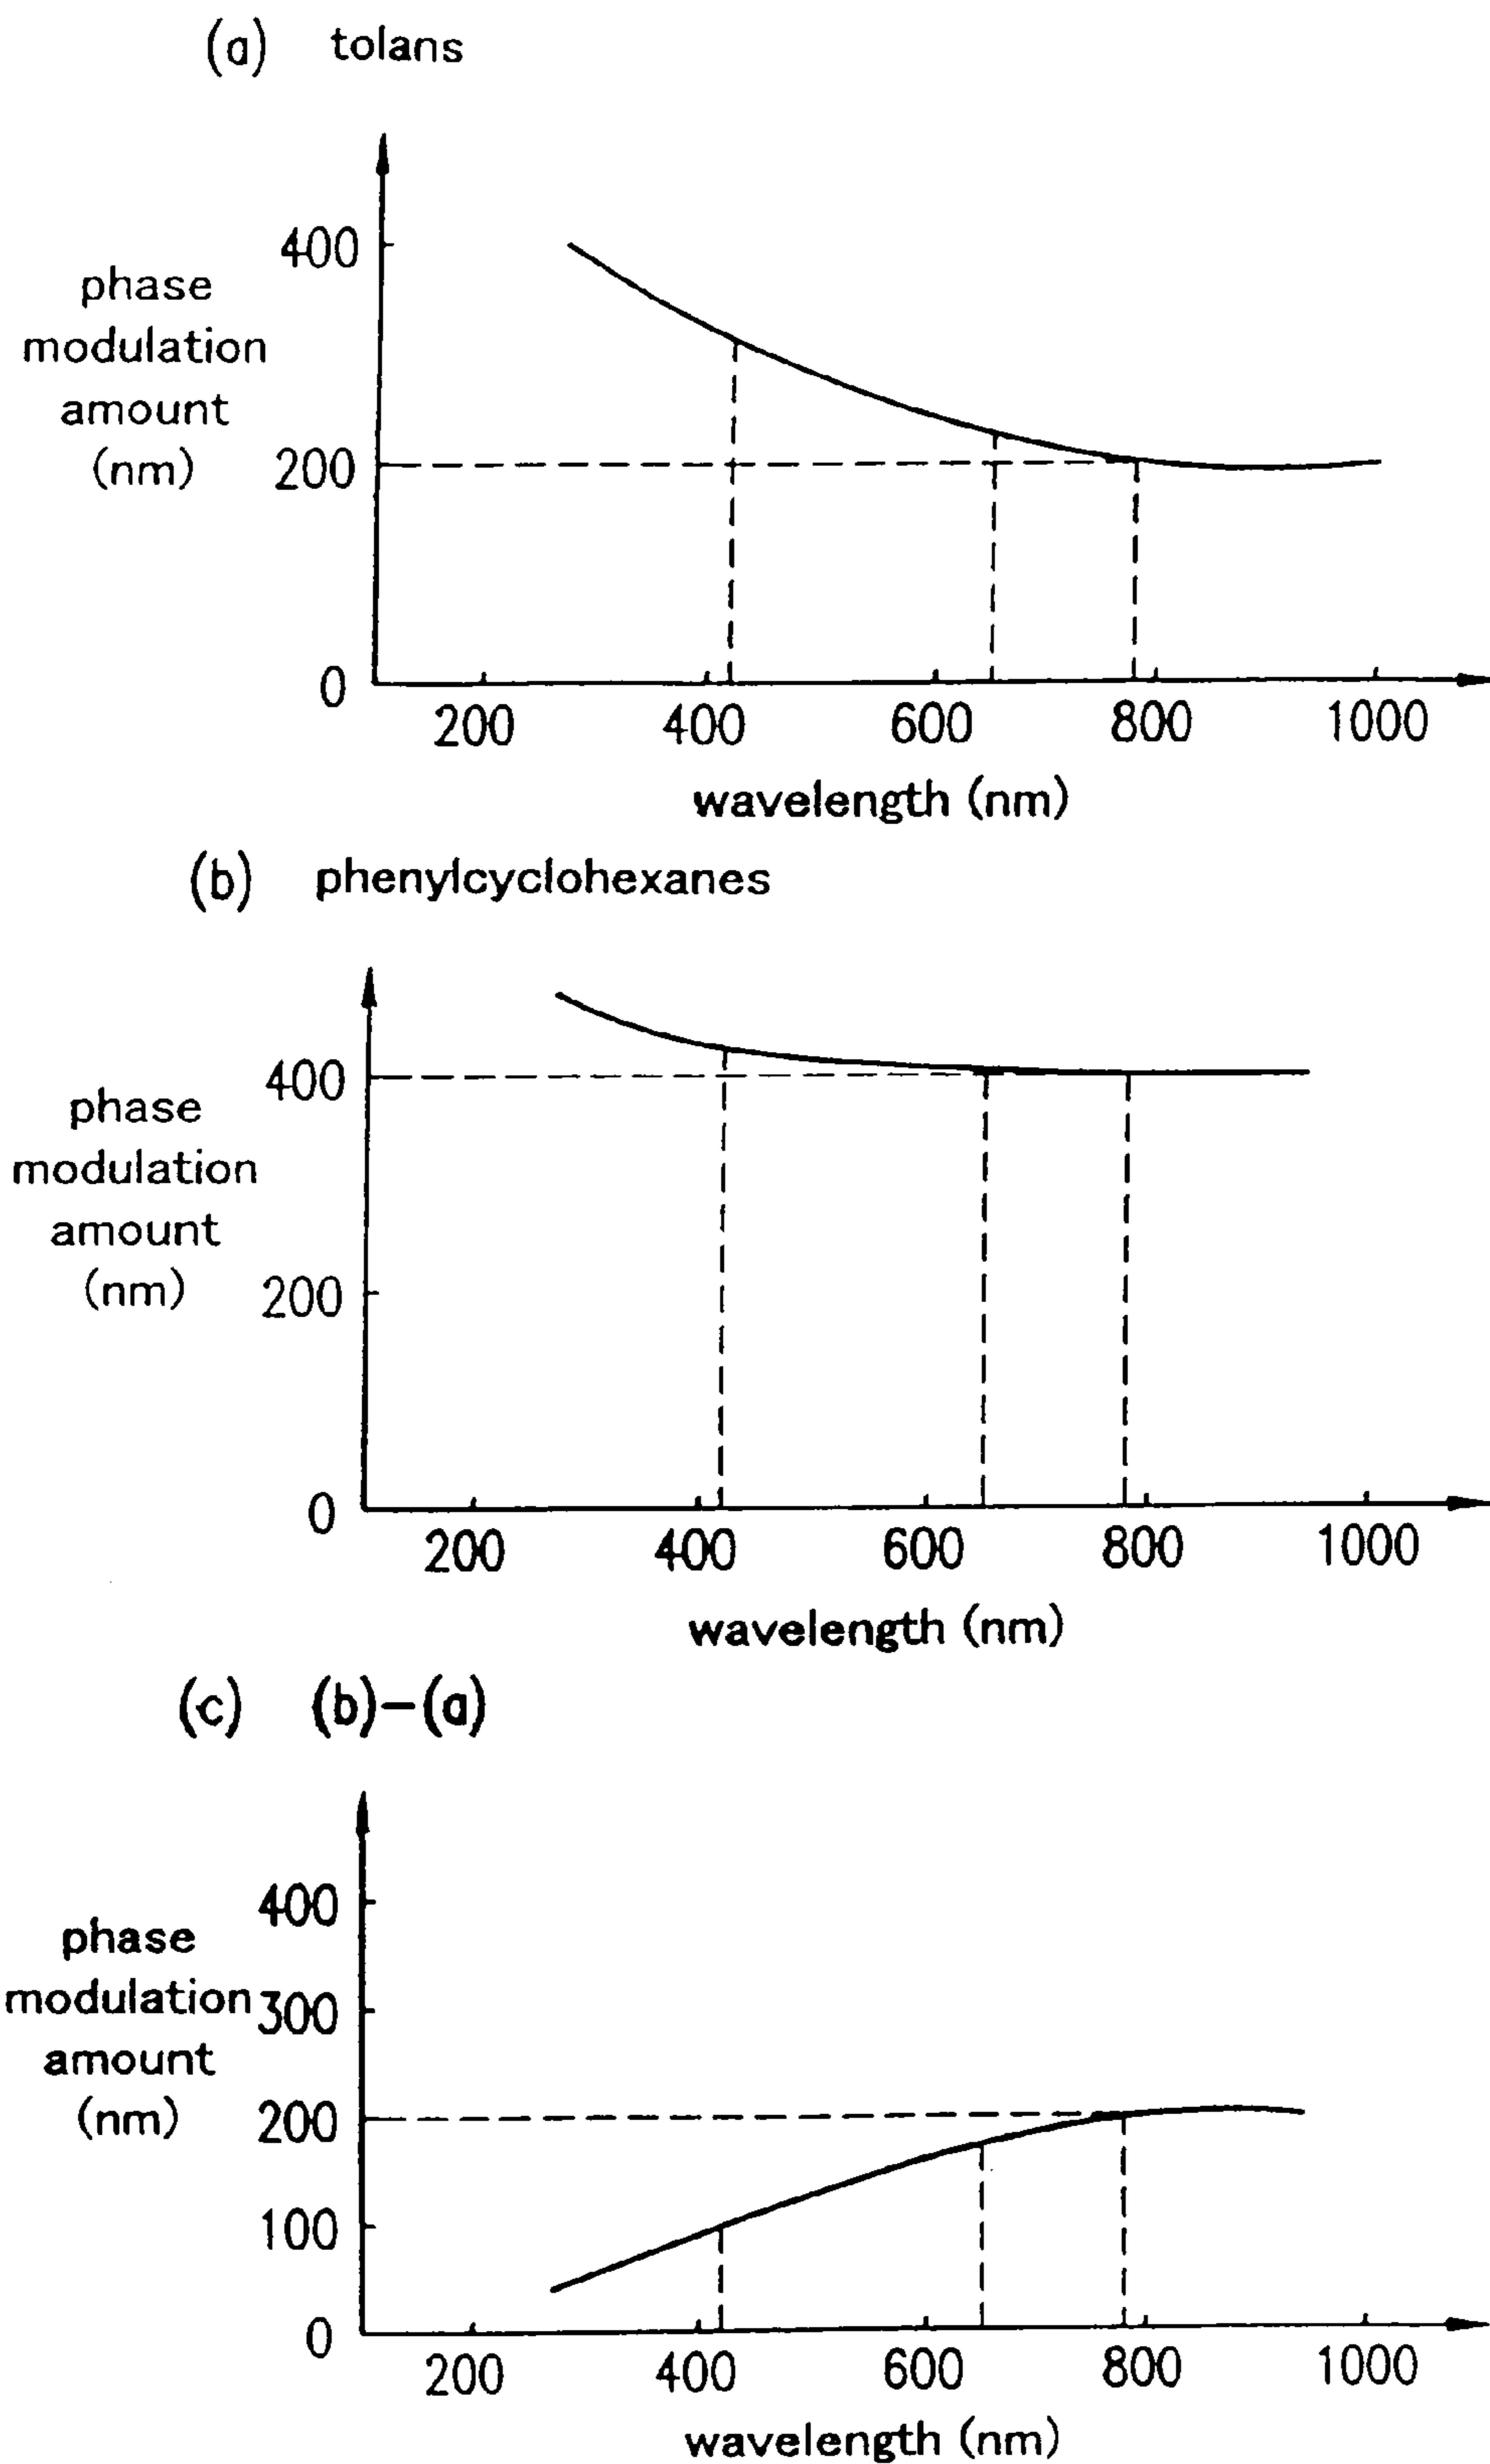 (a) tolans
400
phase
modulation
amount
(nm)
200
0
200 400 600 800 1000
wavelength (nm)
(b) phenylcyclohexanes
400
phase
modulation
amount
200
(nm)
0
200 400 600 800 1000
wavelength (nm)
(c) (b)-(a)
400
phase
modulation 300
amount
(nm) 200
100
0
200 400 600 800 1000
wavelength (nm)